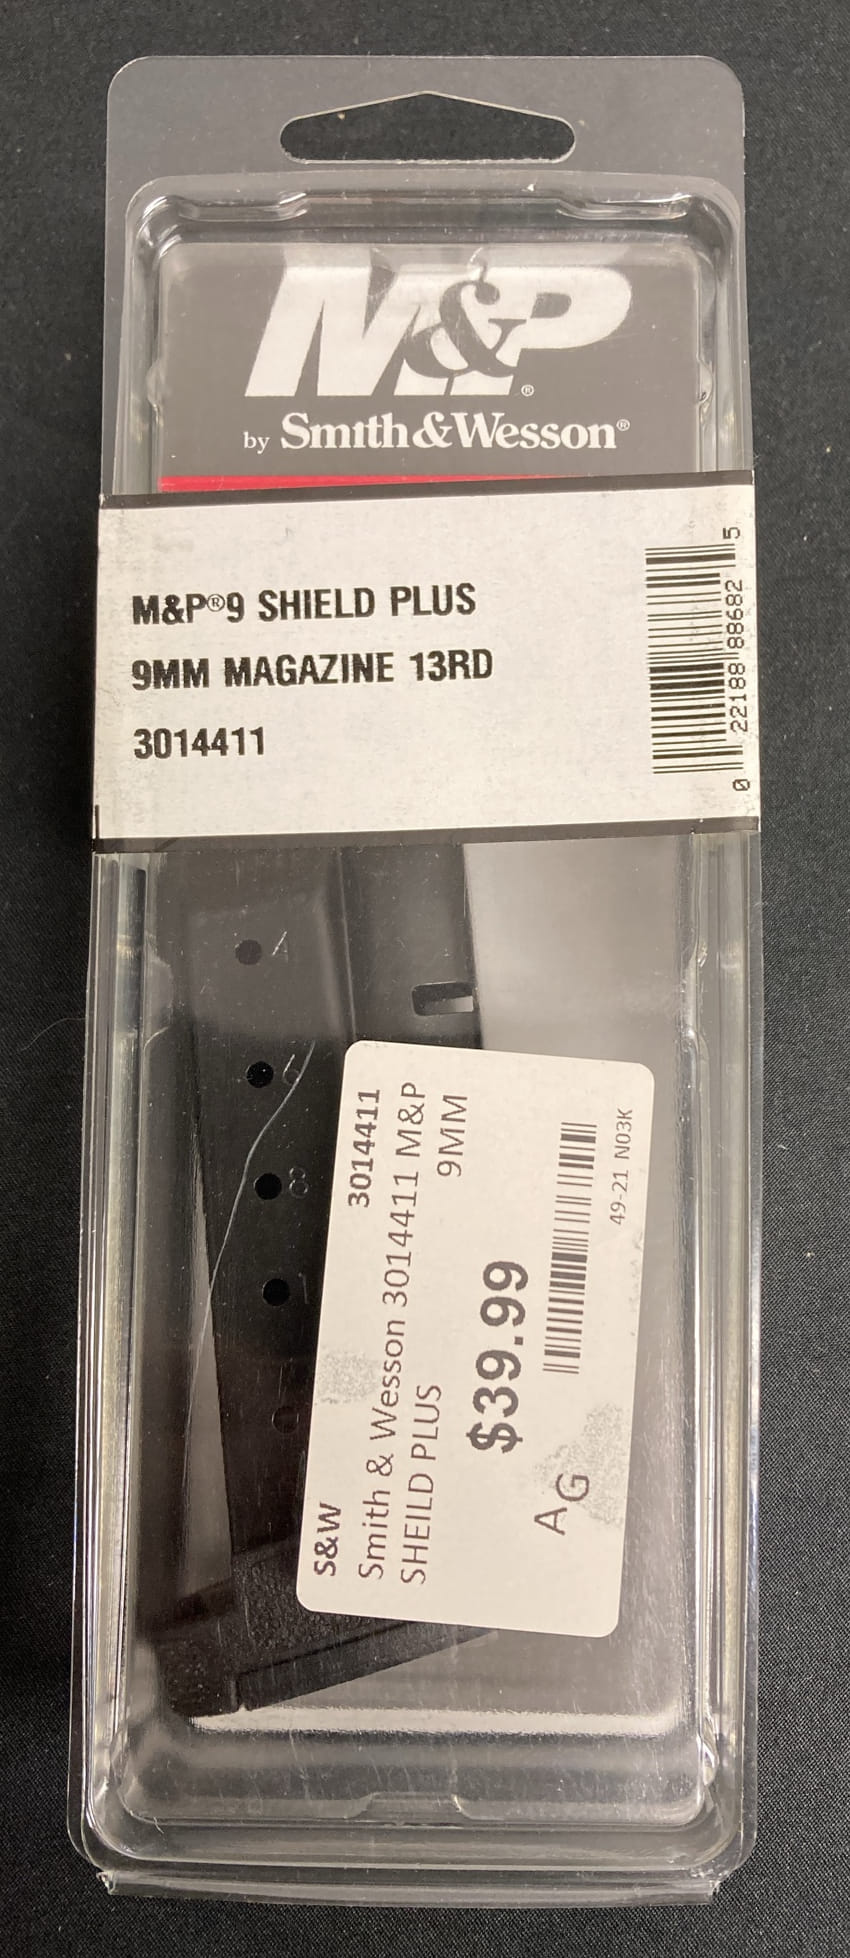 M&P®
by Smith&Wesson®
M&P®9 SHIELD PLUS
9MM MAGAZINE 13RD
3014411
0 22188 88682 5
4
6
8
1
S&W 3014411
Smith & Wesson 3014411 M&P
SHEILD PLUS 9MM
$39.99
AG
49-21 N03K